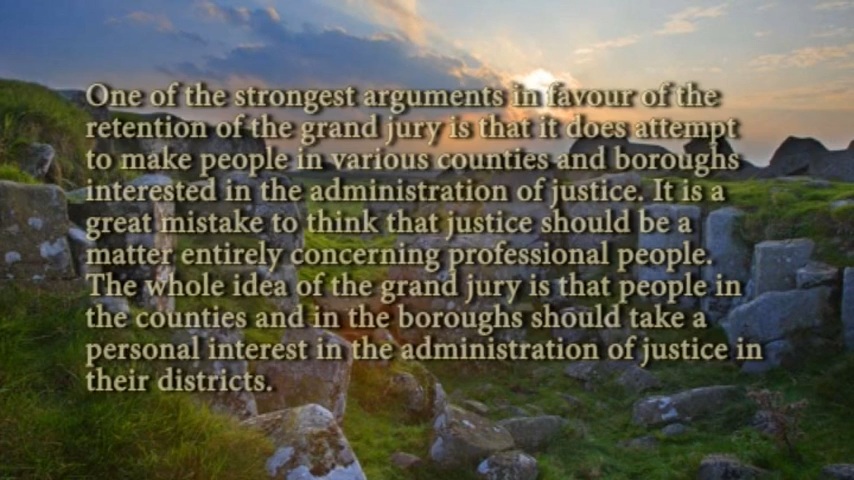 One of the strongest arguments in favour of the
retention of the grand jury is that it does attempt
to make people in various counties and boroughs
interested in the administration of justice. It is a
great mistake to think that justice should be a
matter entirely concerning professional people.
The whole idea of the grand jury is that people in
the counties and in the boroughs should take a
personal interest in the administration of justice in
their districts.